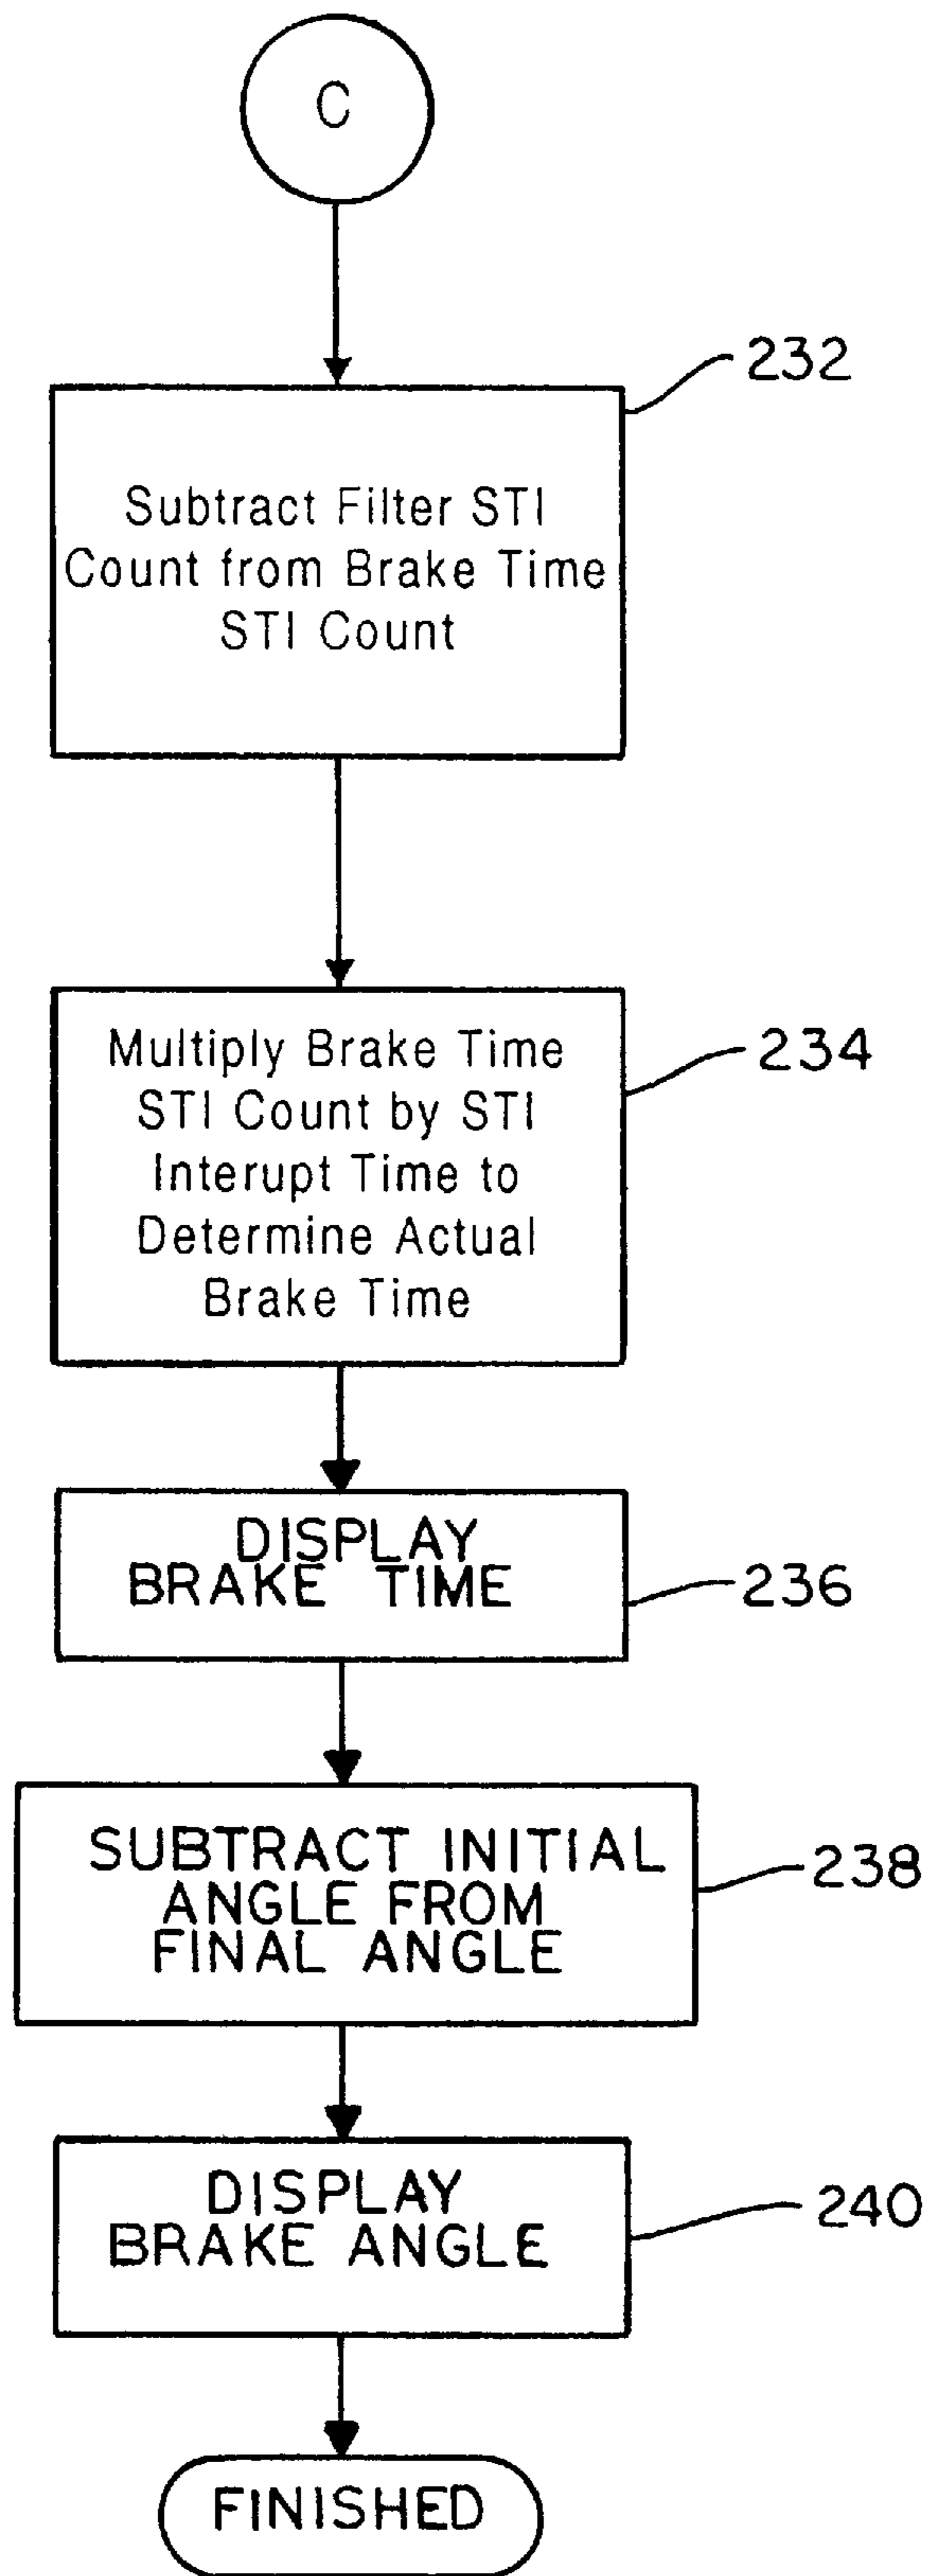 C
232
Subtract Filter STI
Count from Brake Time
STI Count
234
Multiply Brake Time
STI Count by STI
Interupt Time to
Determine Actual
Brake Time
DISPLAY
BRAKE TIME
236
SUBTRACT INITIAL
ANGLE FROM
FINAL ANGLE
238
DISPLAY
BRAKE ANGLE
240
FINISHED